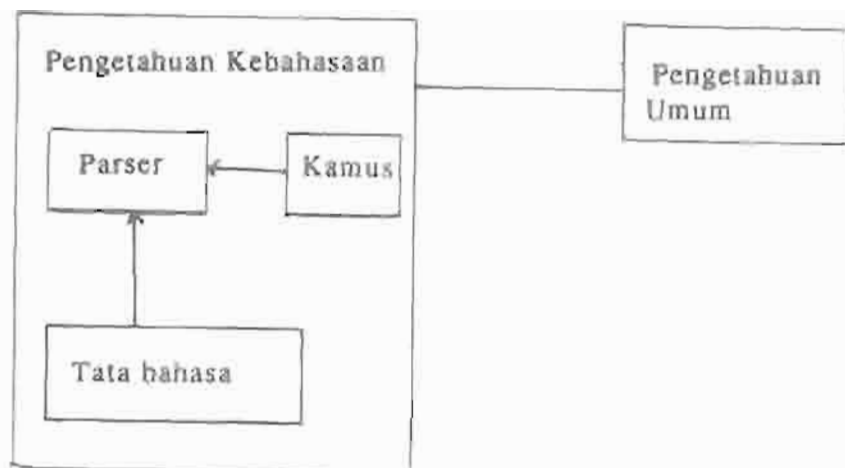 Pengetahuan Kebahasaan
Pengetahuan
Umum
Parser
Kamus
Tata bahasa